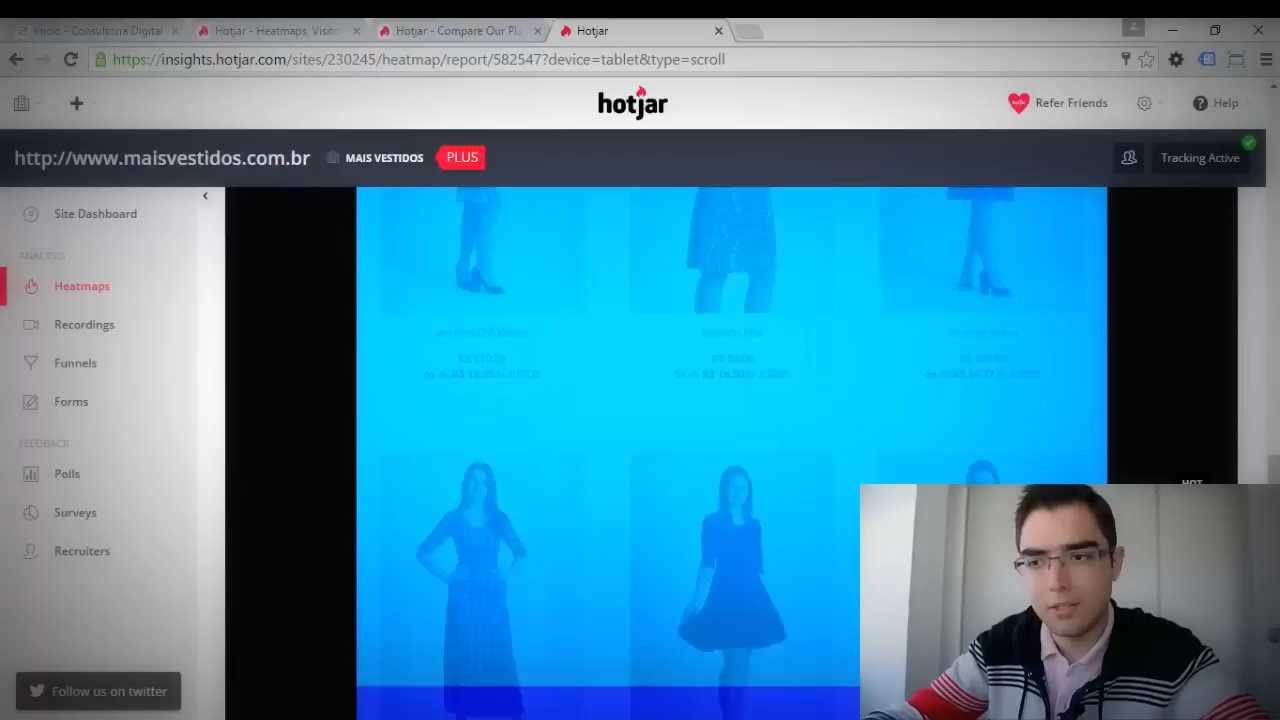 Início - Consultoria Digital
Hotjar - Heatmaps, Visito
Hotjar - Compare Our Pla
Hotjar
https://insights.hotjar.com/sites/230245/heatmap/report/582547?device=tablet&type=scroll
hotjar
Refer Friends
Help
http://www.maisvestidos.com.br
MAIS VESTIDOS
PLUS
Tracking Active
Site Dashboard
ANALYSIS
Heatmaps
Recordings
Funnels
Forms
FEEDBACK
Polls
Surveys
Recruiters
HOT
Follow us on twitter